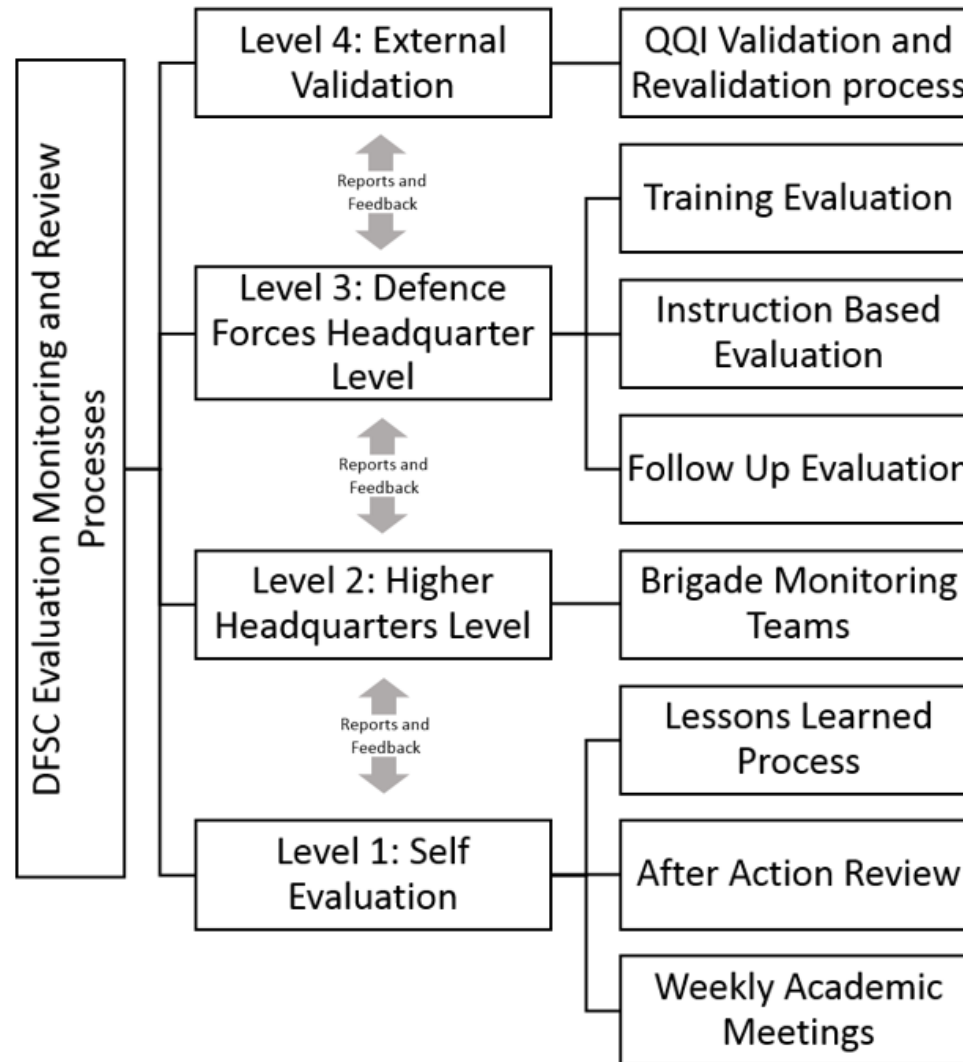 DFSC Evaluation Monitoring and Review
Processes
Level 4: External
Validation
QQI Validation and
Revalidation process
Reports and
Feedback
Level 3: Defence
Forces Headquarter
Level
Training Evaluation
Instruction Based
Evaluation
Follow Up Evaluation
Reports and
Feedback
Level 2: Higher
Headquarters Level
Brigade Monitoring
Teams
Reports and
Feedback
Level 1: Self
Evaluation
Lessons Learned
Process
After Action Review
Weekly Academic
Meetings